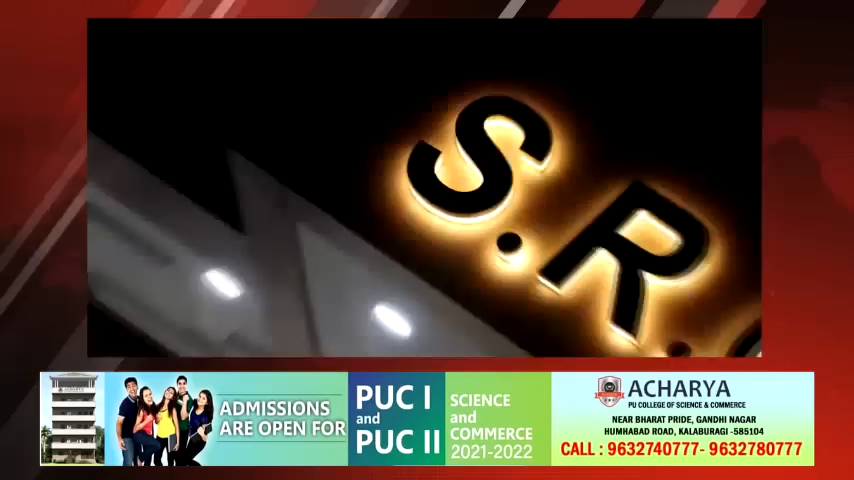 S.R.
ADMISSIONS
ARE OPEN FOR
PUC I
and
PUC II
SCIENCE
and
COMMERCE
2021-2022
ACHARYA
PU COLLEGE OF SCIENCE & COMMERCE
NEAR BHARAT PRIDE, GANDHI NAGAR
HUMHABAD ROAD, KALABURAGI -585104
CALL : 9632740777- 9632780777